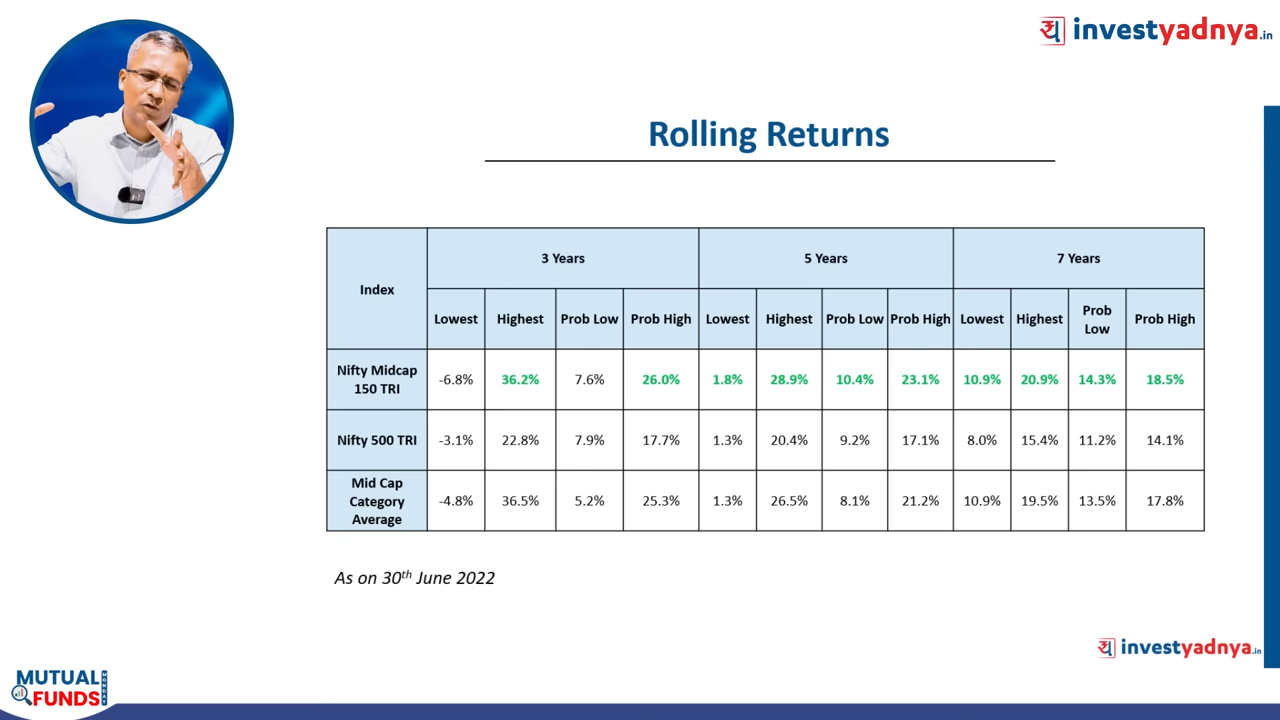 investyadnya.in
Rolling Returns
Index 3 Years 5 Years 7 Years
Lowest Highest Prob Low Prob High Lowest Highest Prob Low Prob High Lowest Highest Prob Low Prob High
Nifty Midcap 150 TRI -6.8% 36.2% 7.6% 26.0% 1.8% 28.9% 10.4% 23.1% 10.9% 20.9% 14.3% 18.5%
Nifty 500 TRI -3.1% 22.8% 7.9% 17.7% 1.3% 20.4% 9.2% 17.1% 8.0% 15.4% 11.2% 14.1%
Mid Cap Category Average -4.8% 36.5% 5.2% 25.3% 1.3% 26.5% 8.1% 21.2% 10.9% 19.5% 13.5% 17.8%
As on 30th June 2022
investyadnya.in
MUTUAL
FUNDS